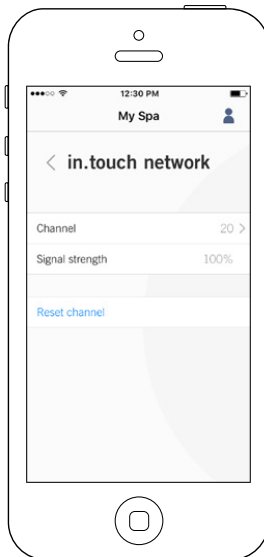 12:30 PM
My Spa
in.touch network
Channel 20
Signal strength 100%
Reset channel